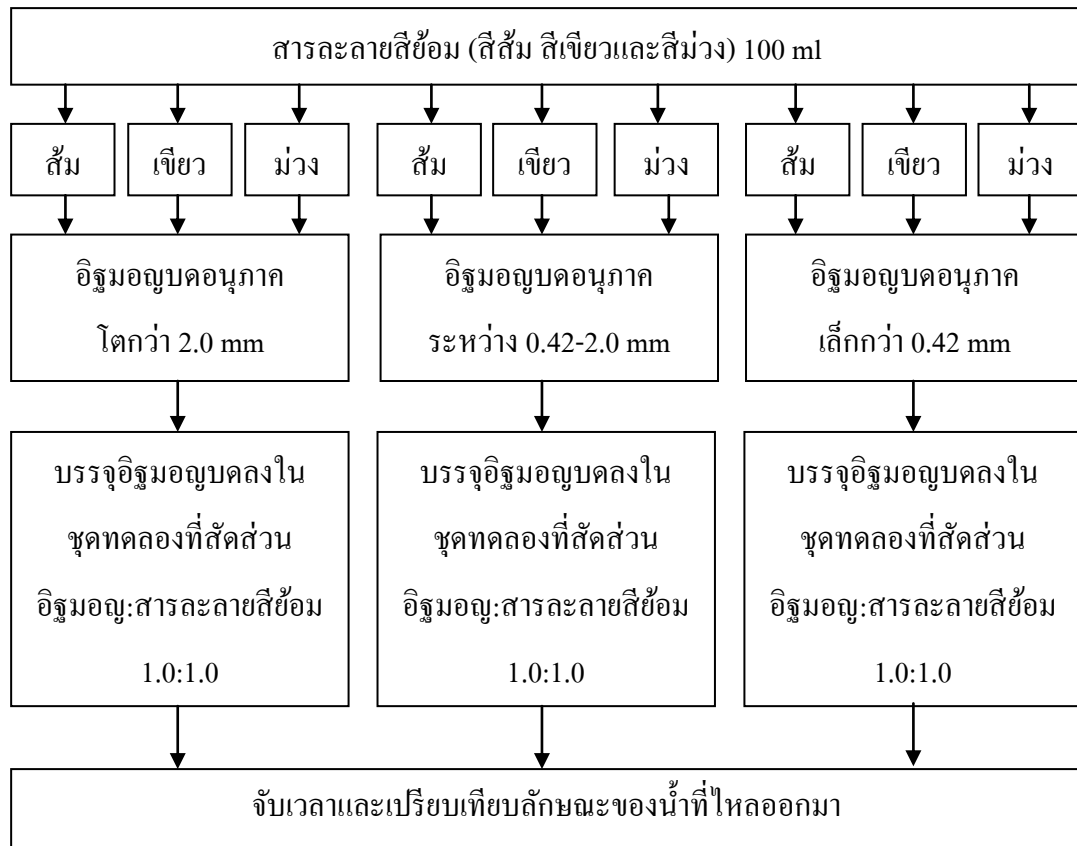 สารละลายสีย้อม (สีส้ม สีเขียวและสีม่วง) 100 ml
ส้ม
เขียว
ม่วง
ส้ม
เขียว
ม่วง
ส้ม
เขียว
ม่วง
อิฐมอญบดอนุภาค
โตกว่า 2.0 mm
อิฐมอญบดอนุภาค
ระหว่าง 0.42-2.0 mm
อิฐมอญบดอนุภาค
เล็กกว่า 0.42 mm
บรรจุอิฐมอญบดลงใน
ชุดทดลองที่สัดส่วน
อิฐมอญ:สารละลายสีย้อม
1.0:1.0
บรรจุอิฐมอญบดลงใน
ชุดทดลองที่สัดส่วน
อิฐมอญ:สารละลายสีย้อม
1.0:1.0
บรรจุอิฐมอญบดลงใน
ชุดทดลองที่สัดส่วน
อิฐมอญ:สารละลายสีย้อม
1.0:1.0
จับเวลาและเปรียบเทียบลักษณะของน้ำที่ไหลออกมา